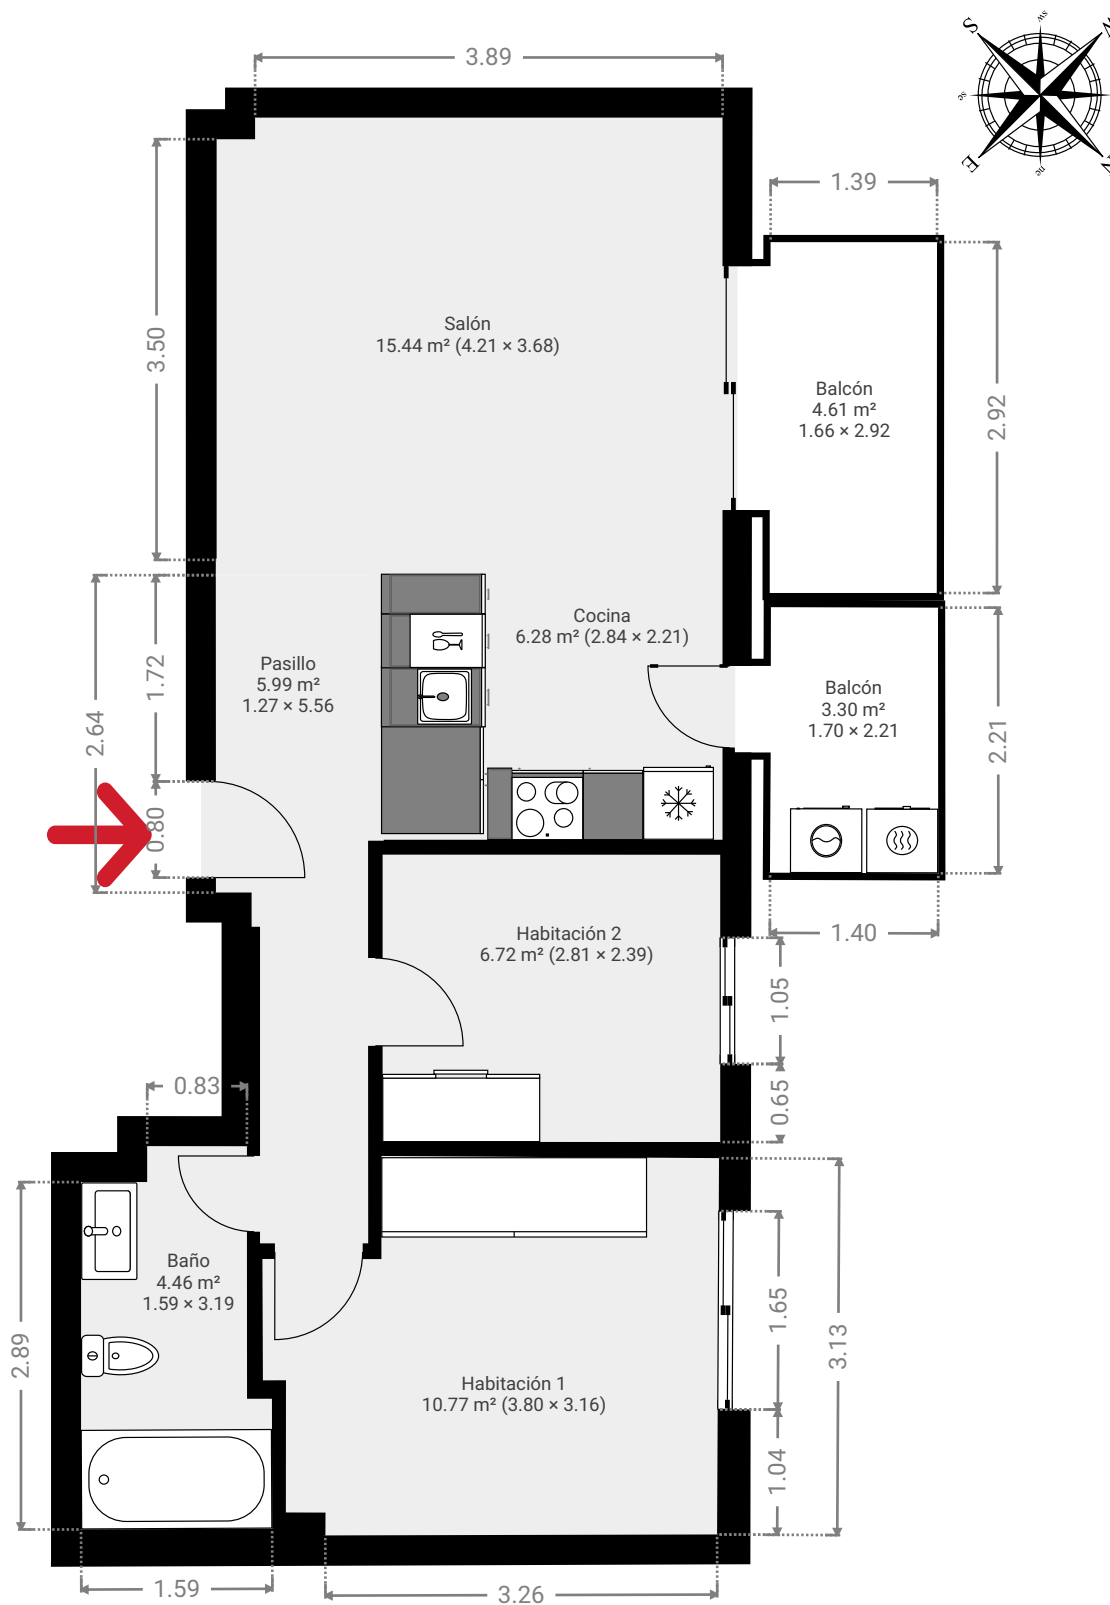 3.89
S
sw
se
E
ne
1.39
3.50
Salón
15.44 m² (4.21 × 3.68)
Balcón
4.61 m²
1.66 × 2.92
2.92
2.64
1.72
0.80
Pasillo
5.99 m²
1.27 × 5.56
Cocina
6.28 m² (2.84 × 2.21)
Balcón
3.30 m²
1.70 × 2.21
2.21
1.40
Habitación 2
6.72 m² (2.81 × 2.39)
1.05
0.65
0.83
Baño
4.46 m²
1.59 × 3.19
2.89
Habitación 1
10.77 m² (3.80 × 3.16)
1.65
3.13
1.04
1.59
3.26